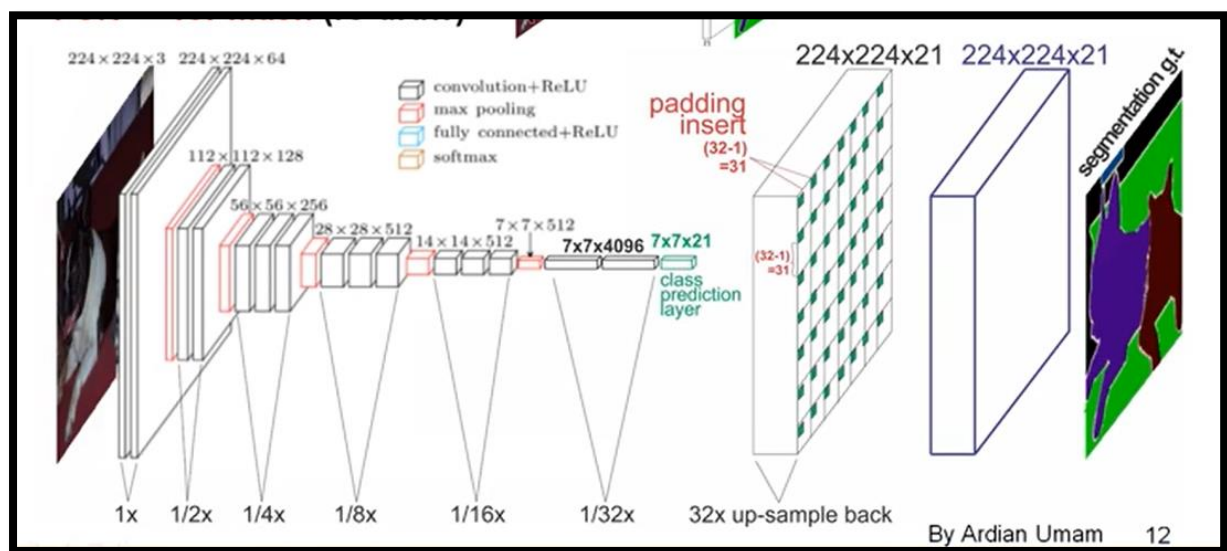 224×224×3
224×224×64
convolution+ReLU
max pooling
fully connected+ReLU
softmax
112×112×128
56×56×256
28×28×512
14×14×512
7×7×512
7x7x4096
7x7x21
class
prediction
layer
padding
insert
(32-1)
=31
(32-1)
=31
224x224x21
224x224x21
segmentation g.t.
1x
1/2x
1/4x
1/8x
1/16x
1/32x
32x up-sample back
By Ardian Umam
12